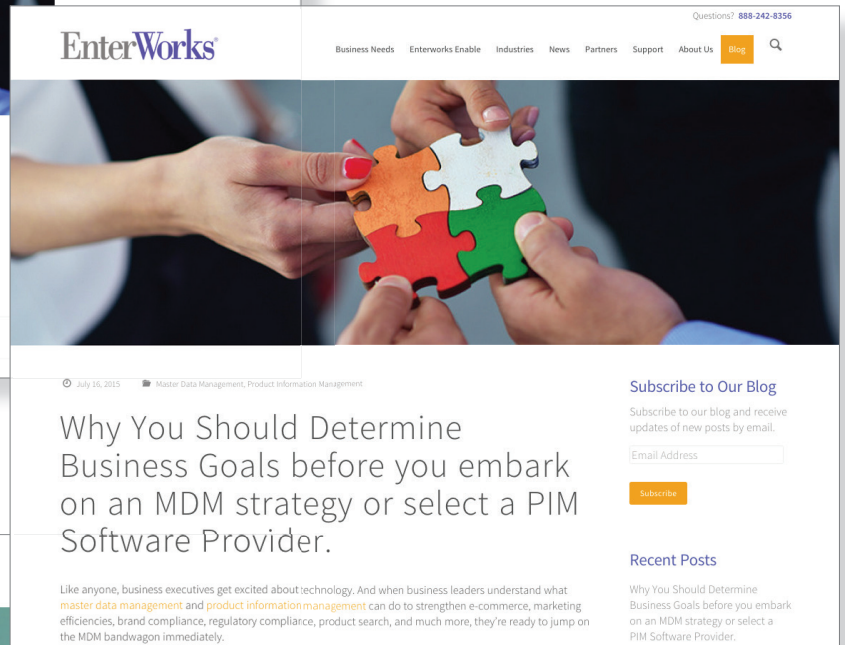 Questions? 888-242-8356
EnterWorks®
Business Needs Enterworks Enable Industries News Partners Support About Us Blog
July 16, 2015 Master Data Management, Product Information Management
Why You Should Determine
Business Goals before you embark
on an MDM strategy or select a PIM
Software Provider.
Like anyone, business executives get excited about technology. And when business leaders understand what
master data management and product information management can do to strengthen e-commerce, marketing
efficiencies, brand compliance, regulatory compliance, product search, and much more, they're ready to jump on
the MDM bandwagon immediately.
Subscribe to Our Blog
Subscribe to our blog and receive
updates of new posts by email.
Email Address
Subscribe
Recent Posts
Why You Should Determine
Business Goals before you embark
on an MDM strategy or select a
PIM Software Provider.